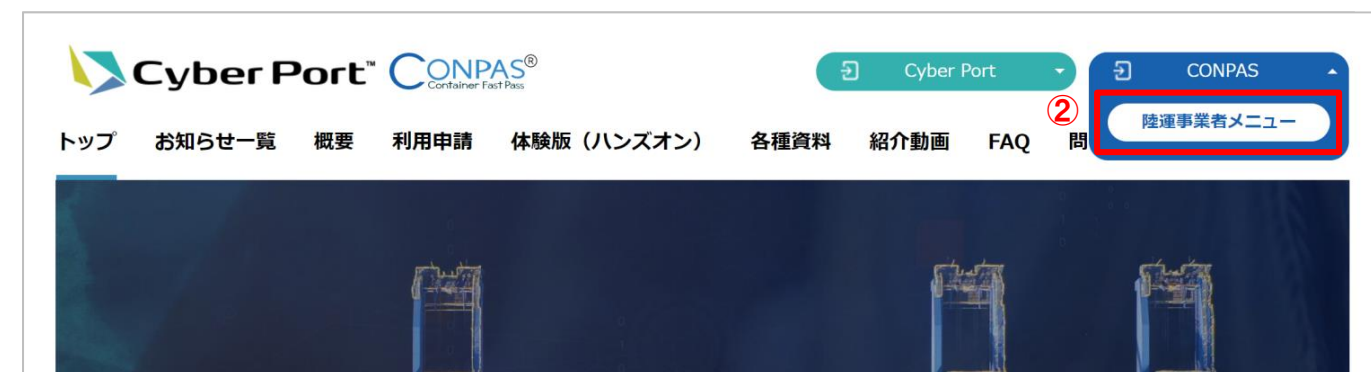 Cyber Port™ CONPAS®
Container Fast Pass
Cyber Port
CONPAS
②
陸運事業者メニュー
トップ お知らせ一覧 概要 利用申請 体験版（ハンズオン） 各種資料 紹介動画 FAQ 問